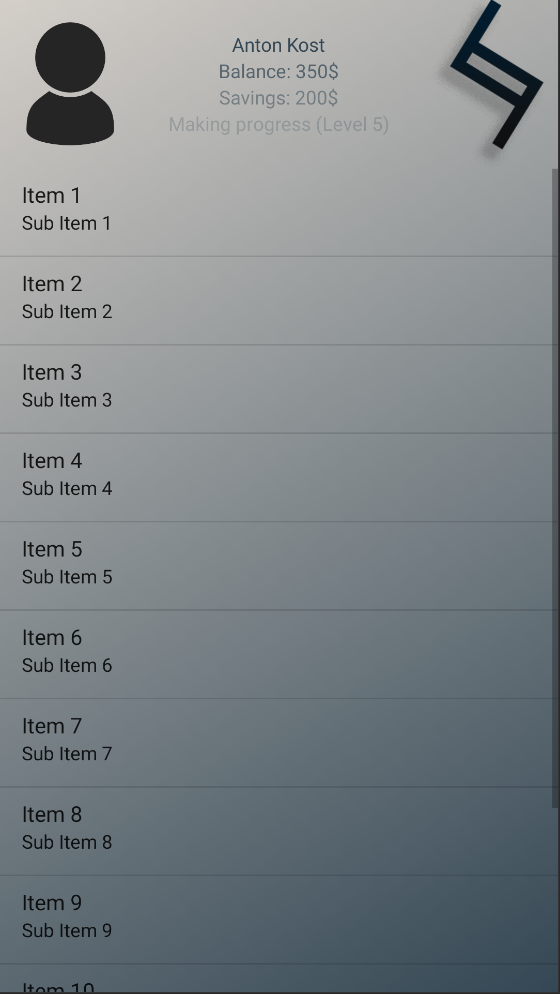 Anton Kost
Balance: 350$
Savings: 200$
Making progress (Level 5)
Item 1
Sub Item 1
Item 2
Sub Item 2
Item 3
Sub Item 3
Item 4
Sub Item 4
Item 5
Sub Item 5
Item 6
Sub Item 6
Item 7
Sub Item 7
Item 8
Sub Item 8
Item 9
Sub Item 9
Item 10